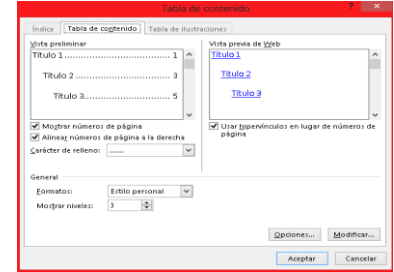 Tabla de contenido
? ×
Índice Tabla de contenido Tabla de ilustraciones
Vista preliminar
Título 1.................................... 1
Título 2................................ 3
Título 3............................ 5
Mostrar números de página
Alinear números de página a la derecha
Carácter de relleno: .......
Vista previa de Web
Título 1
Título 2
Título 3
Usar hipervínculos en lugar de números de
página
General
Formatos: Estilo personal
Mostrar niveles: 3
Opciones... Modificar...
Aceptar Cancelar